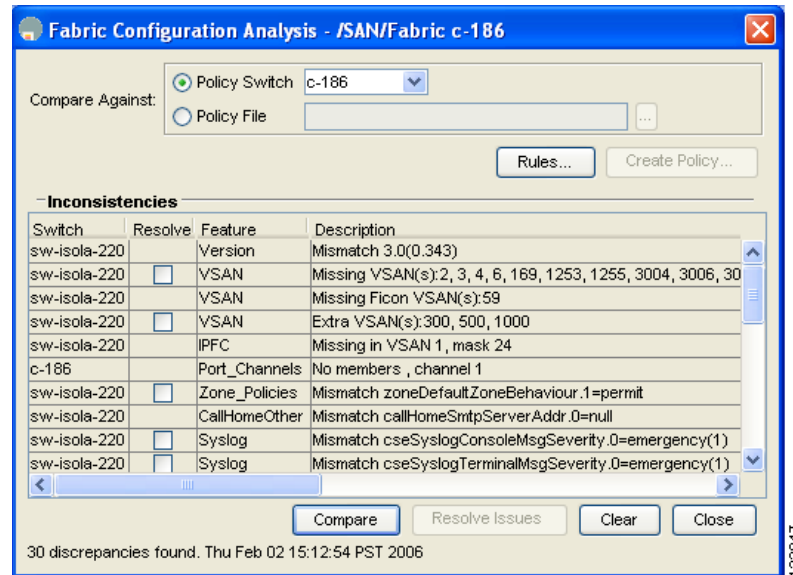 Fabric Configuration Analysis - /SAN/Fabric c-186
Compare Against:
Policy Switch c-186
Policy File ...
Rules... Create Policy...
Inconsistencies
Switch Resolve Feature Description
sw-isola-220 Version Mismatch 3.0(0.343)
sw-isola-220 VSAN Missing VSAN(s):2, 3, 4, 6, 169, 1253, 1255, 3004, 3006, 30
sw-isola-220 VSAN Missing Ficon VSAN(s):59
sw-isola-220 VSAN Extra VSAN(s):300, 500, 1000
sw-isola-220 IPFC Missing in VSAN 1, mask 24
c-186 Port_Channels No members , channel 1
sw-isola-220 Zone_Policies Mismatch zoneDefaultZoneBehaviour.1=permit
sw-isola-220 CallHomeOther Mismatch callHomeSmtpServerAddr.0=null
sw-isola-220 Syslog Mismatch cseSyslogConsoleMsgSeverity.0=emergency(1)
sw-isola-220 Syslog Mismatch cseSyslogTerminalMsgSeverity.0=emergency(1)
Compare Resolve Issues Clear Close
30 discrepancies found. Thu Feb 02 15:12:54 PST 2006